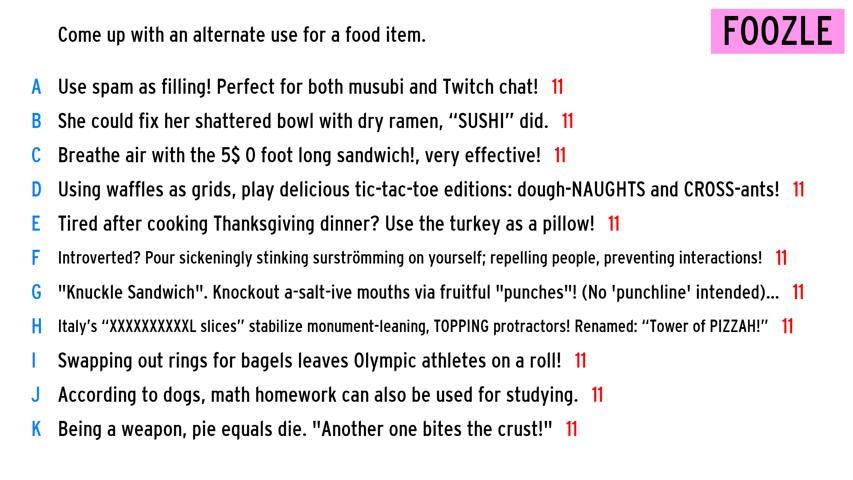 Come up with an alternate use for a food item. FOOZLE
A Use spam as filling! Perfect for both musubi and Twitch chat! 11
B She could fix her shattered bowl with dry ramen, “SUSHI” did. 11
C Breathe air with the 5$ 0 foot long sandwich!, very effective! 11
D Using waffles as grids, play delicious tic-tac-toe editions: dough-NAUGHTS and CROSS-ants! 11
E Tired after cooking Thanksgiving dinner? Use the turkey as a pillow! 11
F Introverted? Pour sickeningly stinking surströmming on yourself; repelling people, preventing interactions! 11
G "Knuckle Sandwich". Knockout a-salt-ive mouths via fruitful "punches"! (No 'punchline' intended)... 11
H Italy’s “XXXXXXXXXXL slices” stabilize monument-leaning, TOPPING protractors! Renamed: “Tower of PIZZAH!” 11
I Swapping out rings for bagels leaves Olympic athletes on a roll! 11
J According to dogs, math homework can also be used for studying. 11
K Being a weapon, pie equals die. "Another one bites the crust!" 11